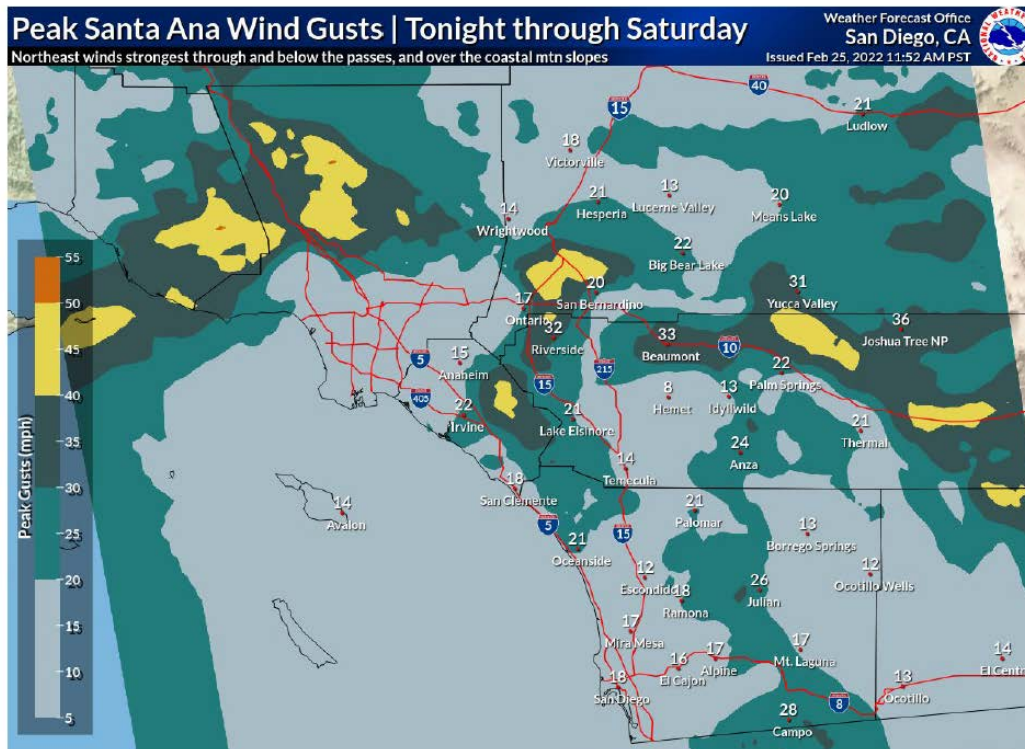 Peak Santa Ana Wind Gusts | Tonight through Saturday
Northeast winds strongest through and below the passes, and over the coastal mtn slopes
Weather Forecast Office
San Diego, CA
Issued Feb 25, 2022 11:52 AM PST
40
15
21
Ludlow
18
Victorville
21
Hesperia
13
Lucerne Valley
20
Means Lake
14
Wrightwood
22
Big Bear Lake
31
Yucca Valley
17
Ontario
20
San Bernardino
36
Joshua Tree NP
32
Riverside
33
Beaumont
10
5
15
Anaheim
15
215
22
Palm Springs
405
22
Irvine
8
Hemet
13
Idyllwild
21
Lake Elsinore
21
Thermal
24
Anza
14
Temecula
18
San Clemente
14
Avalon
5
21
Palomar
15
13
Borrego Springs
21
Oceanside
12
Escondido
18
Ramona
26
Julian
12
Ocotillo Wells
17
Mira Mesa
16
El Cajon
17
Alpine
17
Mt. Laguna
14
El Cento
18
San Diego
8
13
Ocotillo
28
Campo
Peak Gusts (mph)
55
50
40
30
20
10
5